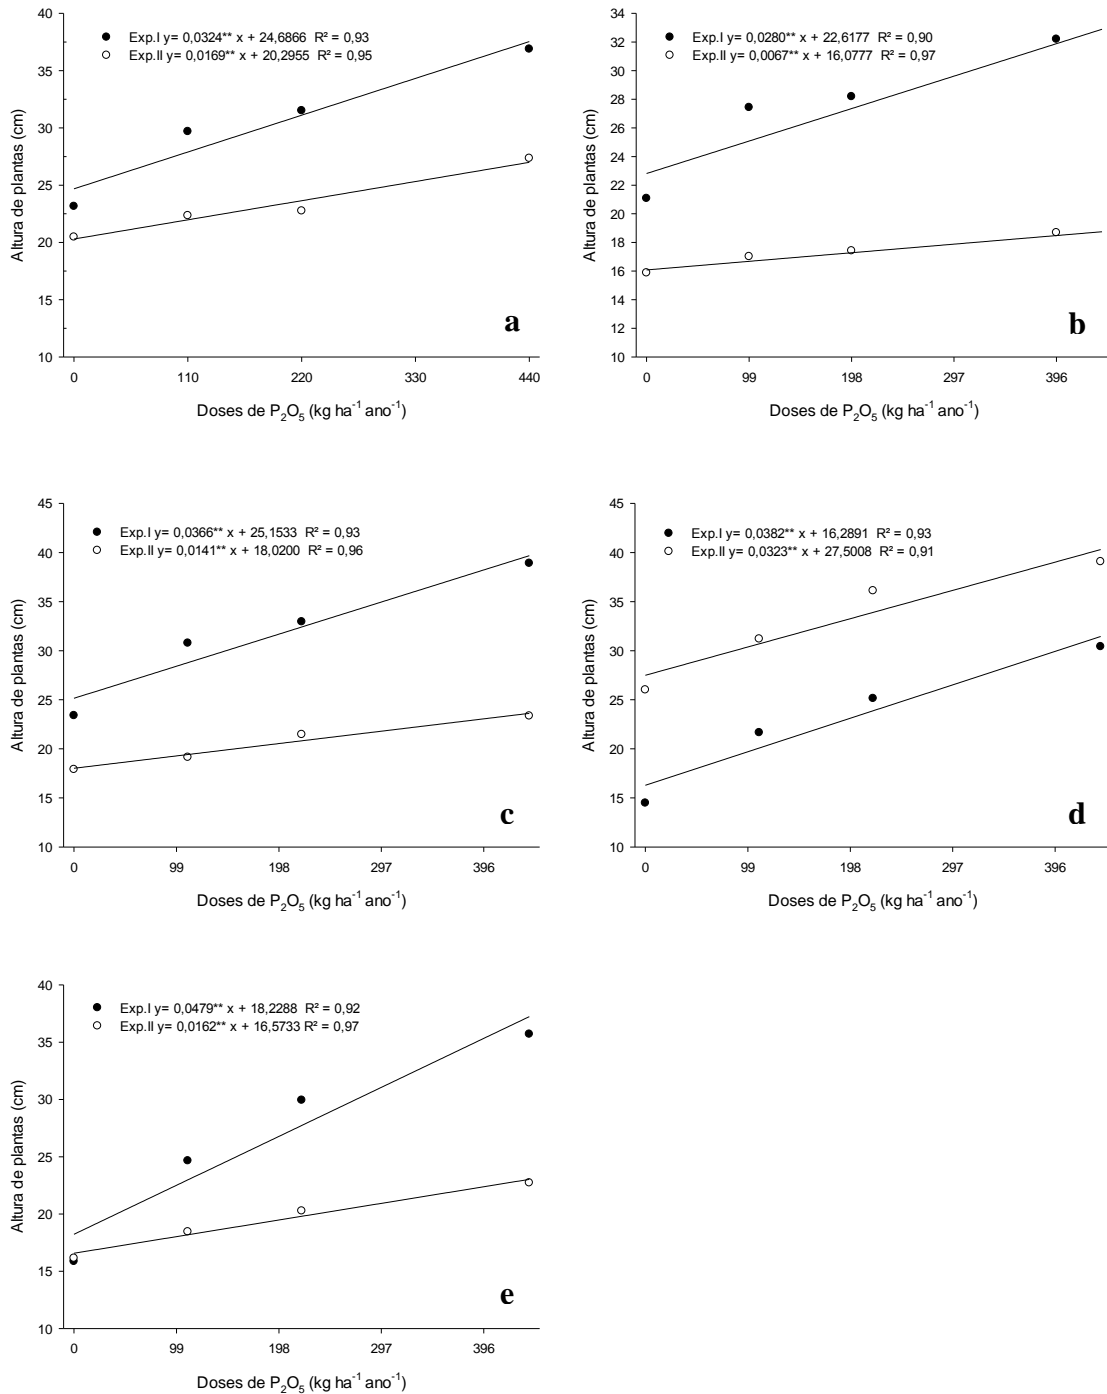 Exp.I y= 0,0324** x + 24,6866 R² = 0,93
Exp.II y= 0,0169** x + 20,2955 R² = 0,95
Altura de plantas (cm)
40
35
30
25
20
15
10
a
0 110 220 330 440
Doses de P₂O₅ (kg ha⁻¹ ano⁻¹)
Exp.I y= 0,0280** x + 22,6177 R² = 0,90
Exp.II y= 0,0067** x + 16,0777 R² = 0,97
Altura de plantas (cm)
34
32
30
28
26
24
22
20
18
16
14
12
10
b
0 99 198 297 396
Doses de P₂O₅ (kg ha⁻¹ ano⁻¹)
Exp.I y= 0,0366** x + 25,1533 R² = 0,93
Exp.II y= 0,0141** x + 18,0200 R² = 0,96
Altura de plantas (cm)
45
40
35
30
25
20
15
10
c
0 99 198 297 396
Doses de P₂O₅ (kg ha⁻¹ ano⁻¹)
Exp.I y= 0,0382** x + 16,2891 R² = 0,93
Exp.II y= 0,0323** x + 27,5008 R² = 0,91
Altura de plantas (cm)
45
40
35
30
25
20
15
10
d
0 99 198 297 396
Doses de P₂O₅ (kg ha⁻¹ ano⁻¹)
Exp.I y= 0,0479** x + 18,2288 R² = 0,92
Exp.II y= 0,0162** x + 16,5733 R² = 0,97
Altura de plantas (cm)
40
35
30
25
20
15
10
e
0 99 198 297 396
Doses de P₂O₅ (kg ha⁻¹ ano⁻¹)